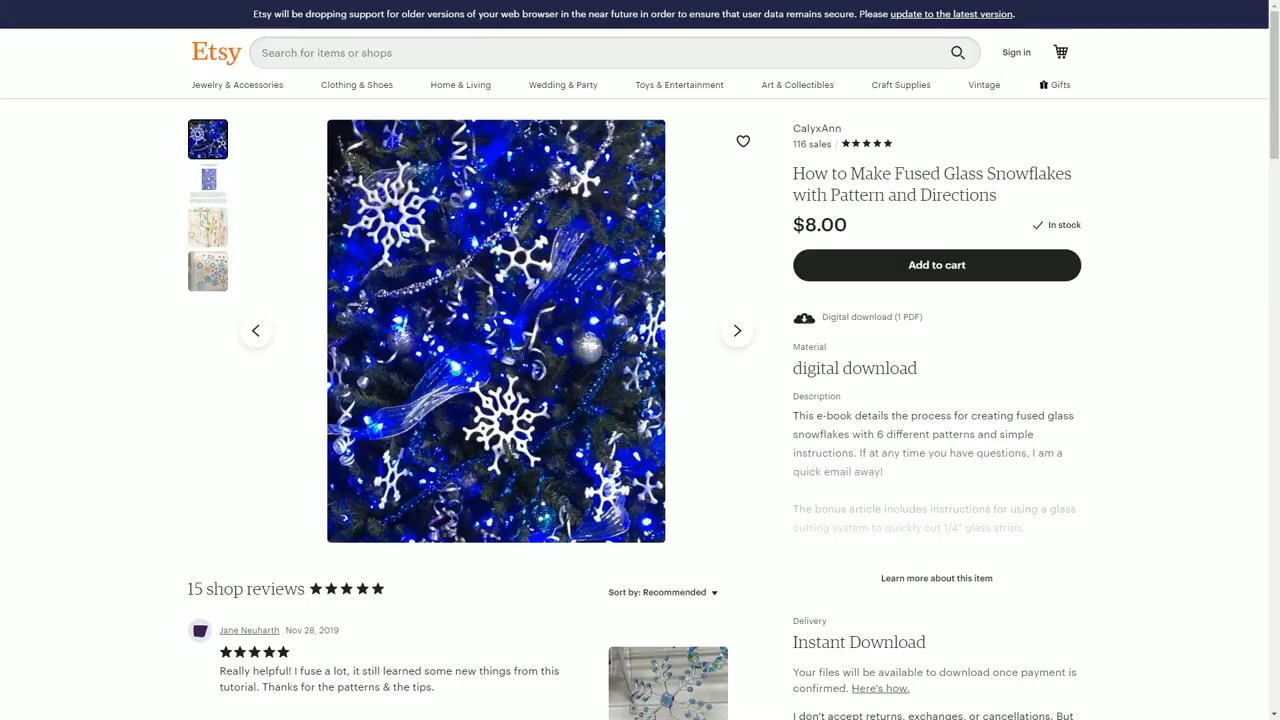 Etsy will be dropping support for older versions of your web browser in the near future in order to ensure that user data remains secure. Please update to the latest version.
Etsy
Search for items or shops
Sign in
Jewelry & Accessories
Clothing & Shoes
Home & Living
Wedding & Party
Toys & Entertainment
Art & Collectibles
Craft Supplies
Vintage
Gifts
CalyxAnn
116 sales
How to Make Fused Glass Snowflakes
with Pattern and Directions
$8.00
In stock
Add to cart
Digital download (1 PDF)
Material
digital download
Description
This e-book details the process for creating fused glass
snowflakes with 6 different patterns and simple
instructions. If at any time you have questions, I am a
quick email away!
The bonus article includes instructions for using a glass
cutting system to quickly cut 1/4" glass strips.
Learn more about this item
15 shop reviews
Sort by: Recommended
Jane Neuharth Nov 28, 2019
Really helpful! I fuse a lot, it still learned some new things from this
tutorial. Thanks for the patterns & the tips.
Delivery
Instant Download
Your files will be available to download once payment is
confirmed. Here's how.
I don't accept returns, exchanges, or cancellations. But